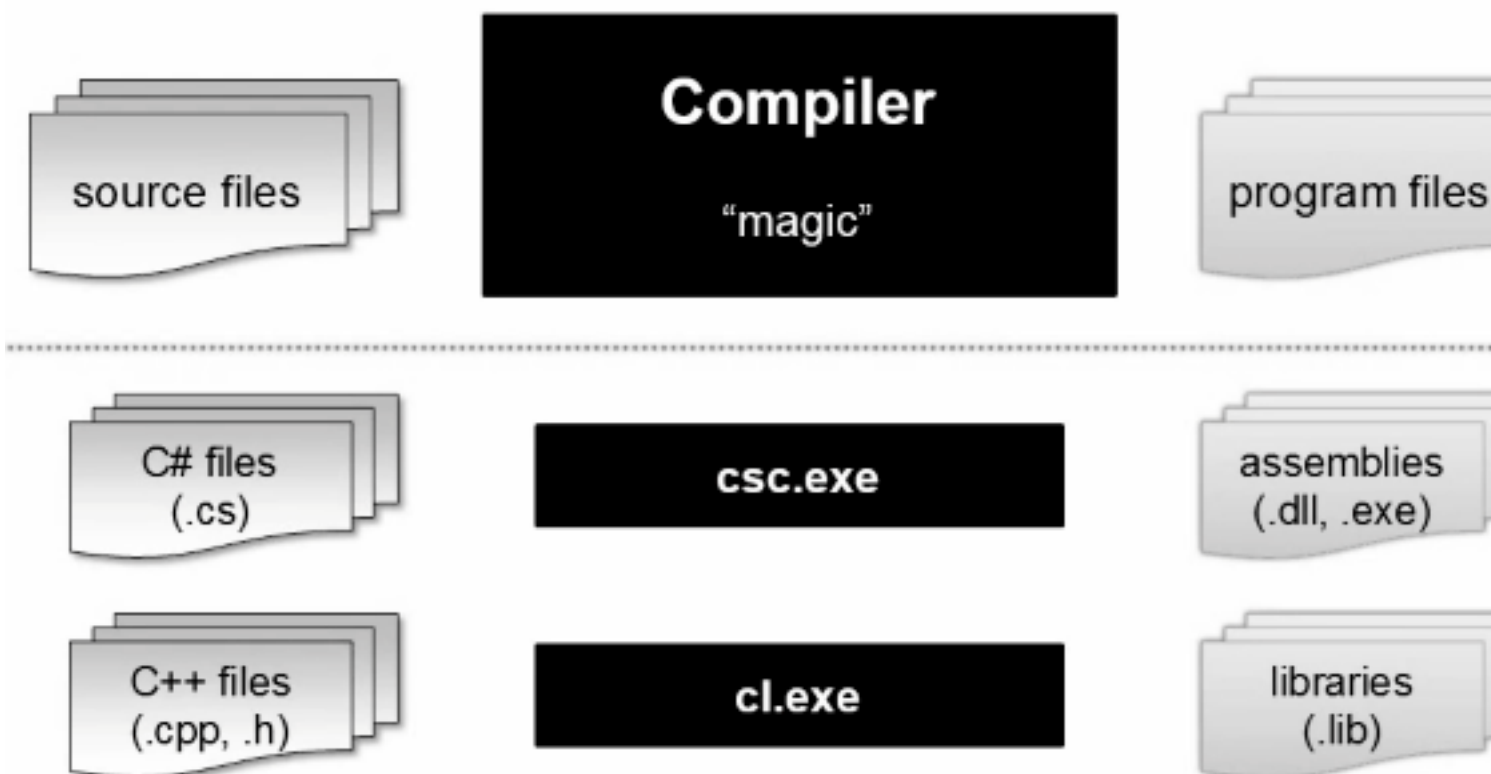 Compiler
source files
“magic”
program files
C# files
(.cs)
csc.exe
assemblies
(.dll, .exe)
C++ files
(.cpp, .h)
cl.exe
libraries
(.lib)